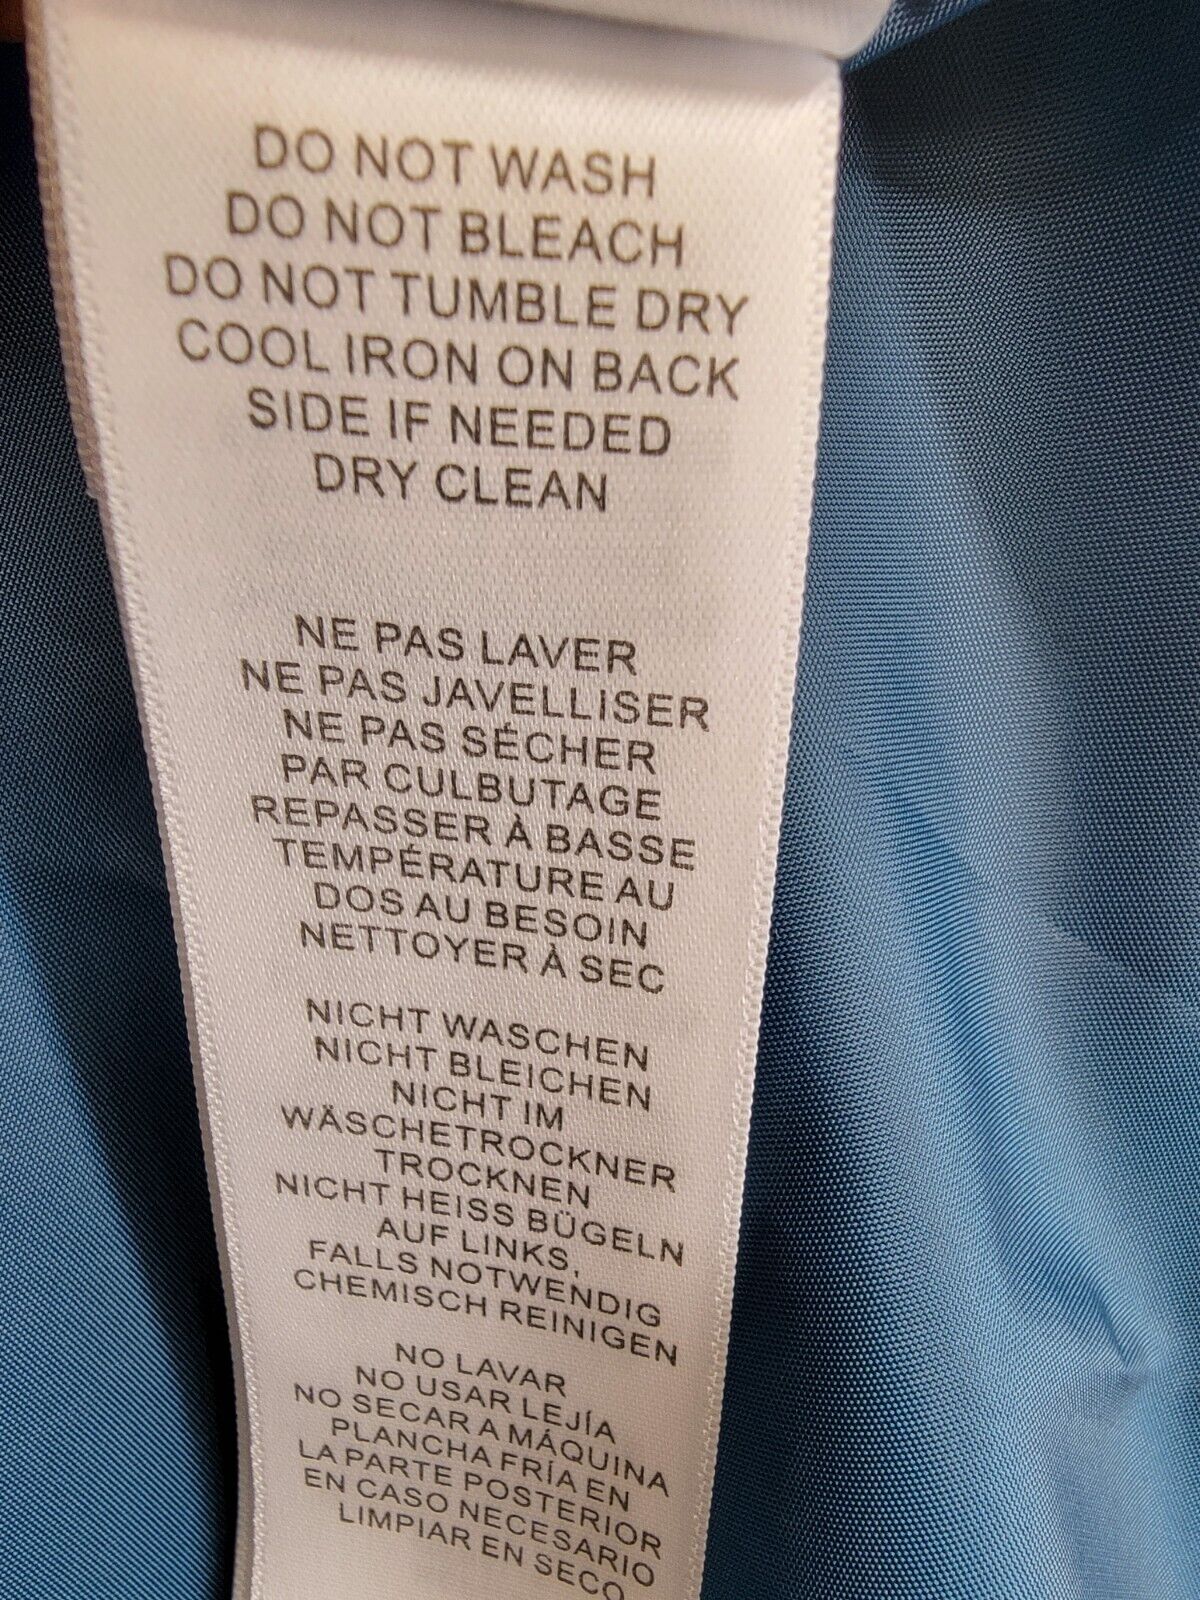 DO NOT WASH
DO NOT BLEACH
DO NOT TUMBLE DRY
COOL IRON ON BACK
SIDE IF NEEDED
DRY CLEAN
NE PAS LAVER
NE PAS JAVELLISER
NE PAS SÉCHER
PAR CULBUTAGE
REPASSER À BASSE
TEMPÉRATURE AU
DOS AU BESOIN
NETTOYER À SEC
NICHT WASCHEN
NICHT BLEICHEN
NICHT IM
WÄSCHETROCKNER
TROCKNEN
NICHT HEISS BÜGELN
AUF LINKS,
FALLS NOTWENDIG
CHEMISCH REINIGEN
NO LAVAR
NO USAR LEJÍA
NO SECAR A MÁQUINA
PLANCHA FRÍA EN
LA PARTE POSTERIOR
EN CASO NECESARIO
LIMPIAR EN SECO